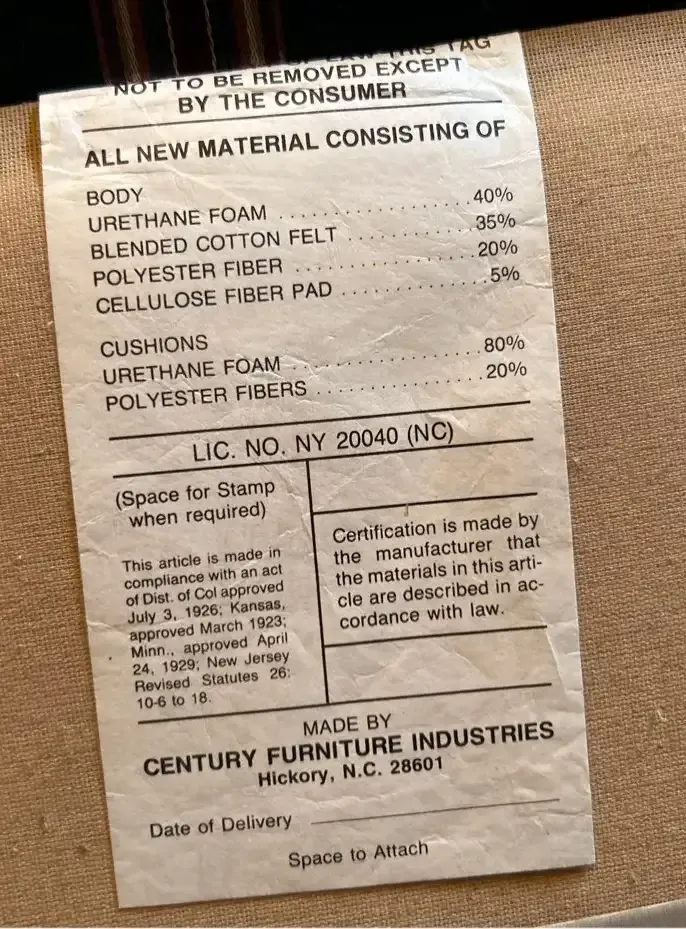 LAW THIS TAG
NOT TO BE REMOVED EXCEPT
BY THE CONSUMER
ALL NEW MATERIAL CONSISTING OF
BODY
URETHANE FOAM . . . . . . . . . . . . . . . . . . 40%
BLENDED COTTON FELT . . . . . . . . . . . . 35%
POLYESTER FIBER . . . . . . . . . . . . . . . . . 20%
CELLULOSE FIBER PAD . . . . . . . . . . . . . 5%
CUSHIONS
URETHANE FOAM . . . . . . . . . . . . . . . . . . 80%
POLYESTER FIBERS . . . . . . . . . . . . . . . . 20%
LIC. NO. NY 20040 (NC)
(Space for Stamp
when required)
This article is made in
compliance with an act
of Dist. of Col approved
July 3, 1926; Kansas,
approved March 1923;
Minn., approved April
24, 1929; New Jersey
Revised Statutes 26:
10-6 to 18.
Certification is made by
the manufacturer that
the materials in this arti-
cle are described in ac-
cordance with law.
MADE BY
CENTURY FURNITURE INDUSTRIES
Hickory, N.C. 28601
Date of Delivery
Space to Attach